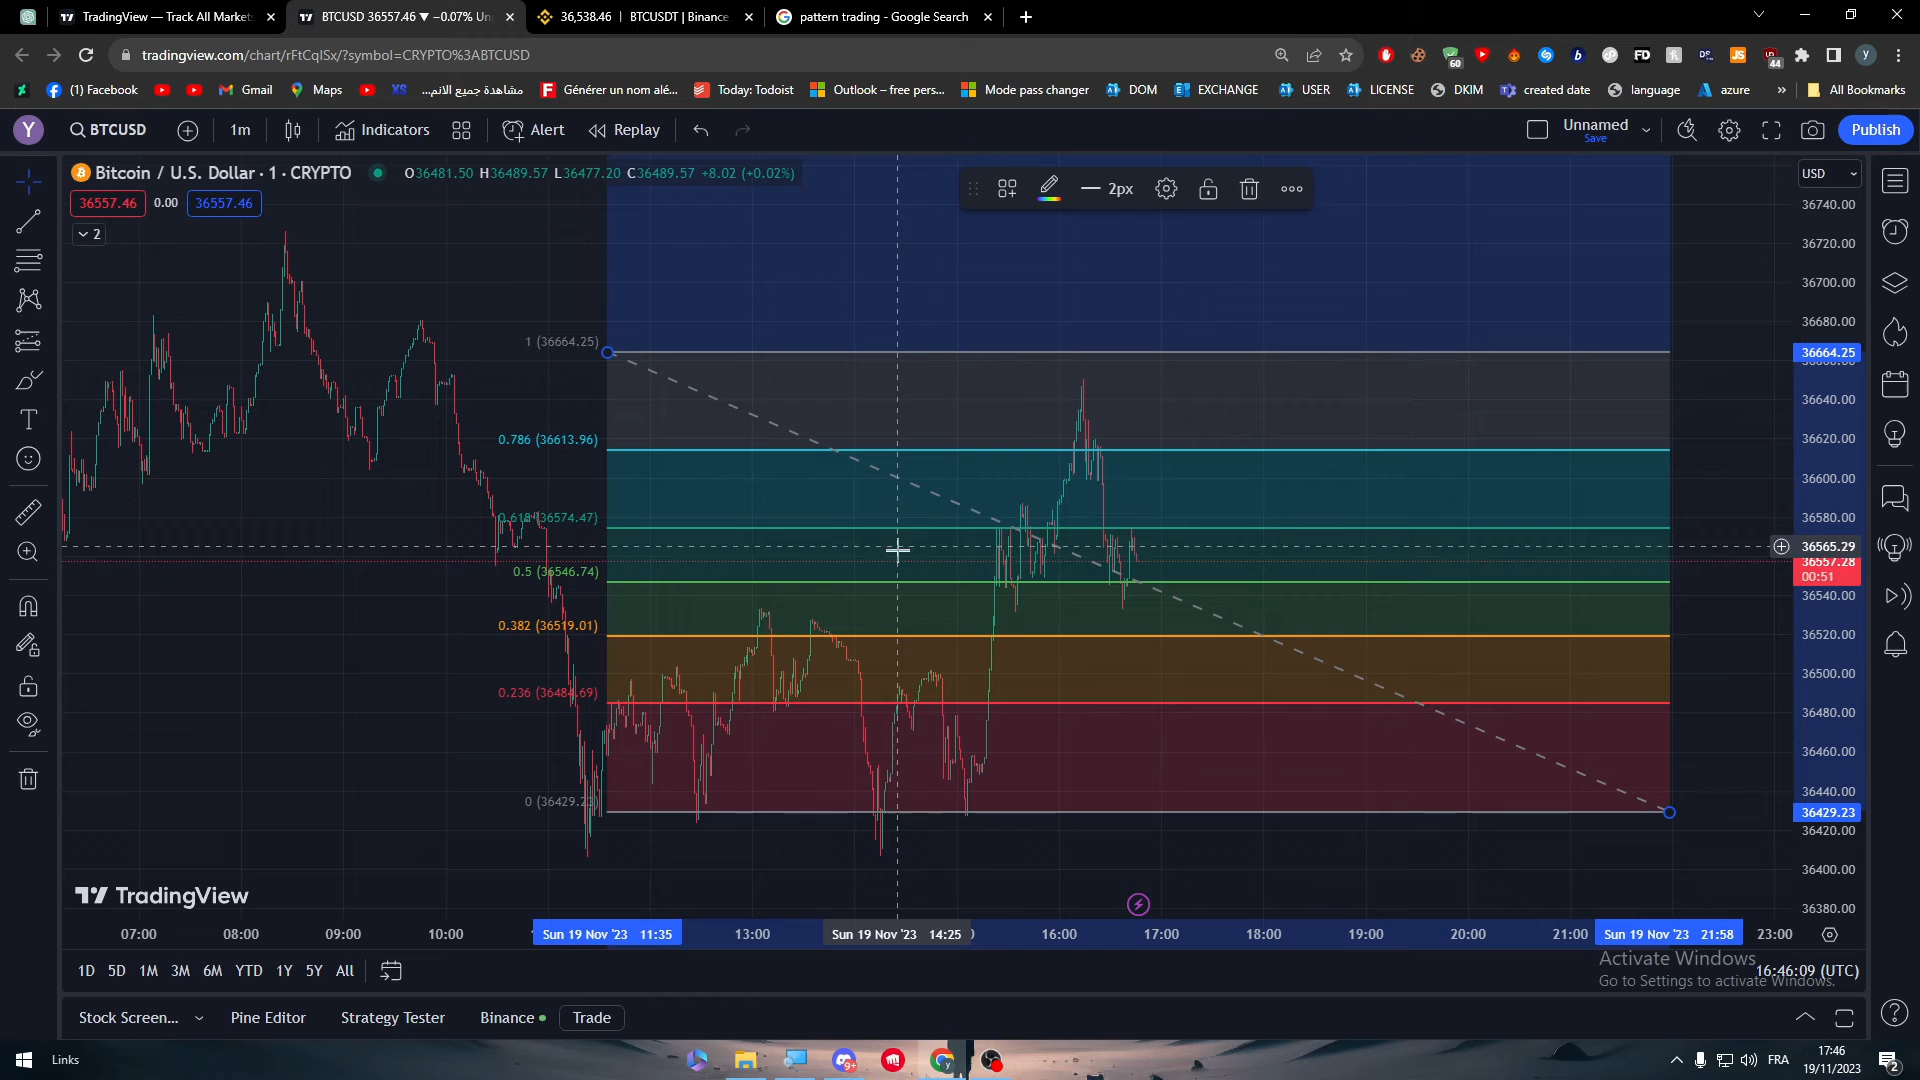 TradingView — Track All Markets
BTCUSD 36557.46 ▼ −0.07% Un
36,538.46 | BTCUSDT | Binance
pattern trading - Google Search
tradingview.com/chart/rFtCqISx/?symbol=CRYPTO%3ABTCUSD
60
44
(1) Facebook
Gmail
Maps
XS
مشاهدة جميع الانم...
Générer un nom alé...
Today: Todoist
Outlook – free pers...
Mode pass changer
DOM
EXCHANGE
USER
LICENSE
DKIM
created date
language
azure
»
All Bookmarks
Y
BTCUSD
1m
Indicators
Alert
Replay
Unnamed
Save
Publish
Bitcoin / U.S. Dollar · 1 · CRYPTO
O36481.50 H36489.57 L36477.20 C36489.57 +8.02 (+0.02%)
36557.46 0.00 36557.46
2
2px
USD
36740.00
36720.00
36700.00
36680.00
1 (36664.25)
36664.25
36640.00
0.786 (36613.96)
36620.00
36600.00
0.618 (36574.47)
36580.00
36565.29
36557.28
00:51
0.5 (36546.74)
36540.00
0.382 (36519.01)
36520.00
36500.00
0.236 (36484.69)
36480.00
36460.00
36440.00
0 (36429.23)
36429.23
36420.00
36400.00
36380.00
TradingView
07:00
08:00
09:00
10:00
Sun 19 Nov '23 11:35
13:00
Sun 19 Nov '23 14:25
16:00
17:00
18:00
19:00
20:00
21:00
Sun 19 Nov '23 21:58
23:00
Activate Windows
Go to Settings to activate Windows.
1D 5D 1M 3M 6M YTD 1Y 5Y All
16:46:09 (UTC)
Stock Screen...
Pine Editor
Strategy Tester
Binance
Trade
Links
9+
FRA
17:46
19/11/2023
2